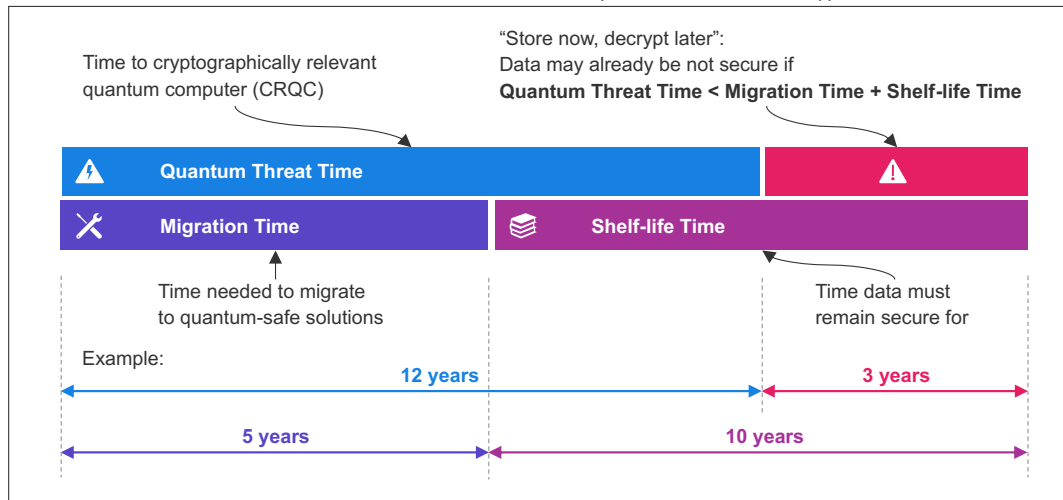 Time to cryptographically relevant
quantum computer (CRQC)
“Store now, decrypt later”:
Data may already be not secure if
Quantum Threat Time < Migration Time + Shelf-life Time
Quantum Threat Time
Migration Time
Shelf-life Time
Time needed to migrate
to quantum-safe solutions
Time data must
remain secure for
Example:
12 years
3 years
5 years
10 years